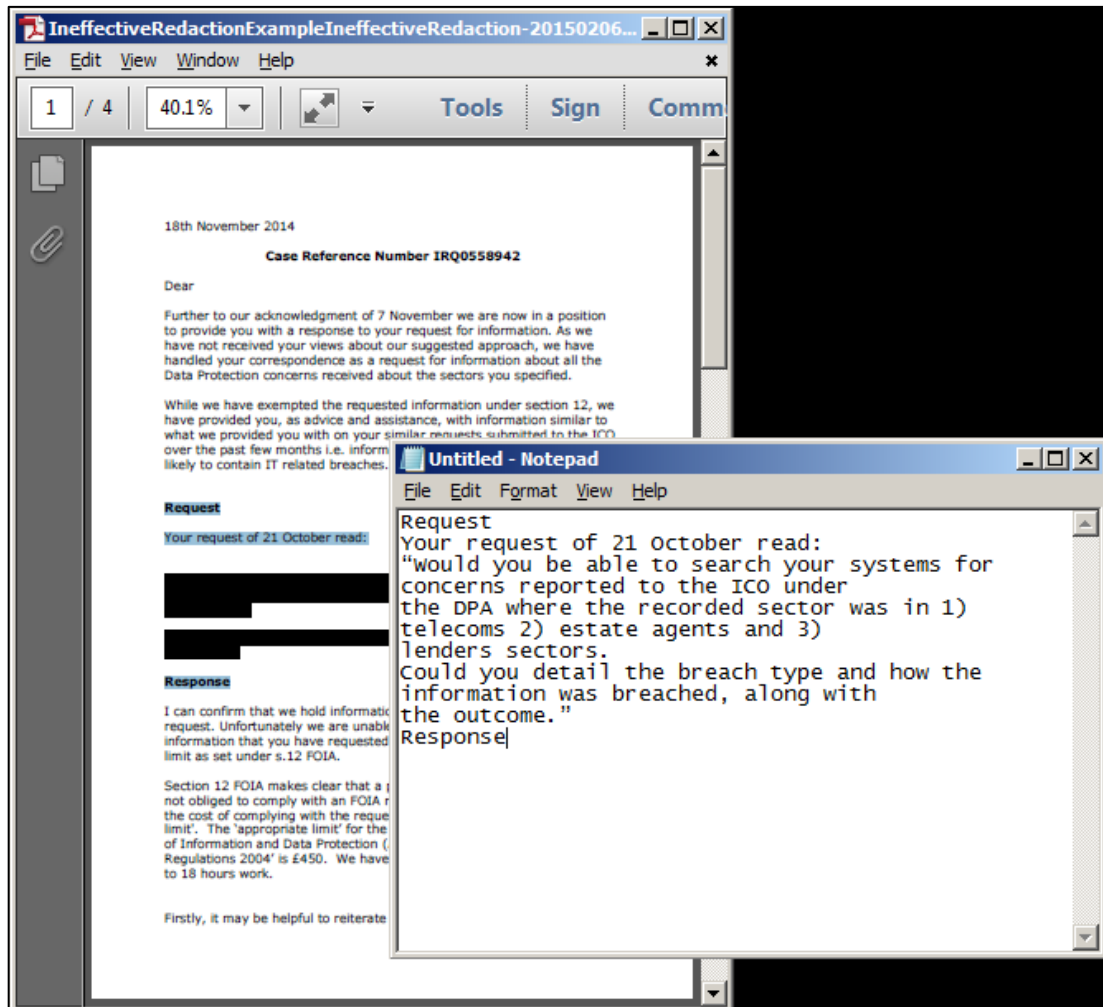 IneffectiveRedactionExampleIneffectiveRedaction-20150206...
File Edit View Window Help
1 / 4 40.1% Tools Sign Comm
18th November 2014
Case Reference Number IRQ0558942
Dear
Further to our acknowledgment of 7 November we are now in a position
to provide you with a response to your request for information. As we
have not received your views about our suggested approach, we have
handled your correspondence as a request for information about all the
Data Protection concerns received about the sectors you specified.
While we have exempted the requested information under section 12, we
have provided you, as advice and assistance, with information similar to
what we provided you with on your similar requests submitted to the ICO
over the past few months i.e. inform
likely to contain IT related breaches.
Request
Your request of 21 October read:
Response
I can confirm that we hold informatio
request. Unfortunately we are unabl
information that you have requested
limit as set under s.12 FOIA.
Section 12 FOIA makes clear that a p
not obliged to comply with an FOIA r
the cost of complying with the reque
limit'. The 'appropriate limit' for the
of Information and Data Protection (
Regulations 2004' is £450. We have
to 18 hours work.
Firstly, it may be helpful to reiterate
Untitled - Notepad
File Edit Format View Help
Request
Your request of 21 October read:
“Would you be able to search your systems for
concerns reported to the ICO under
the DPA where the recorded sector was in 1)
telecoms 2) estate agents and 3)
lenders sectors.
Could you detail the breach type and how the
information was breached, along with
the outcome.”
Response